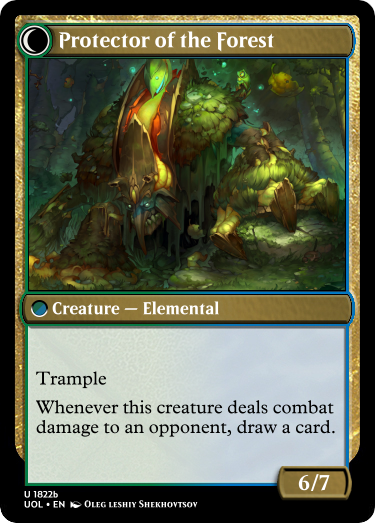 Protector of the Forest
Creature — Elemental
Trample
Whenever this creature deals combat
damage to an opponent, draw a card.
6/7
U 1822b
UOL • EN Oleg leshiy Shekhovtsov